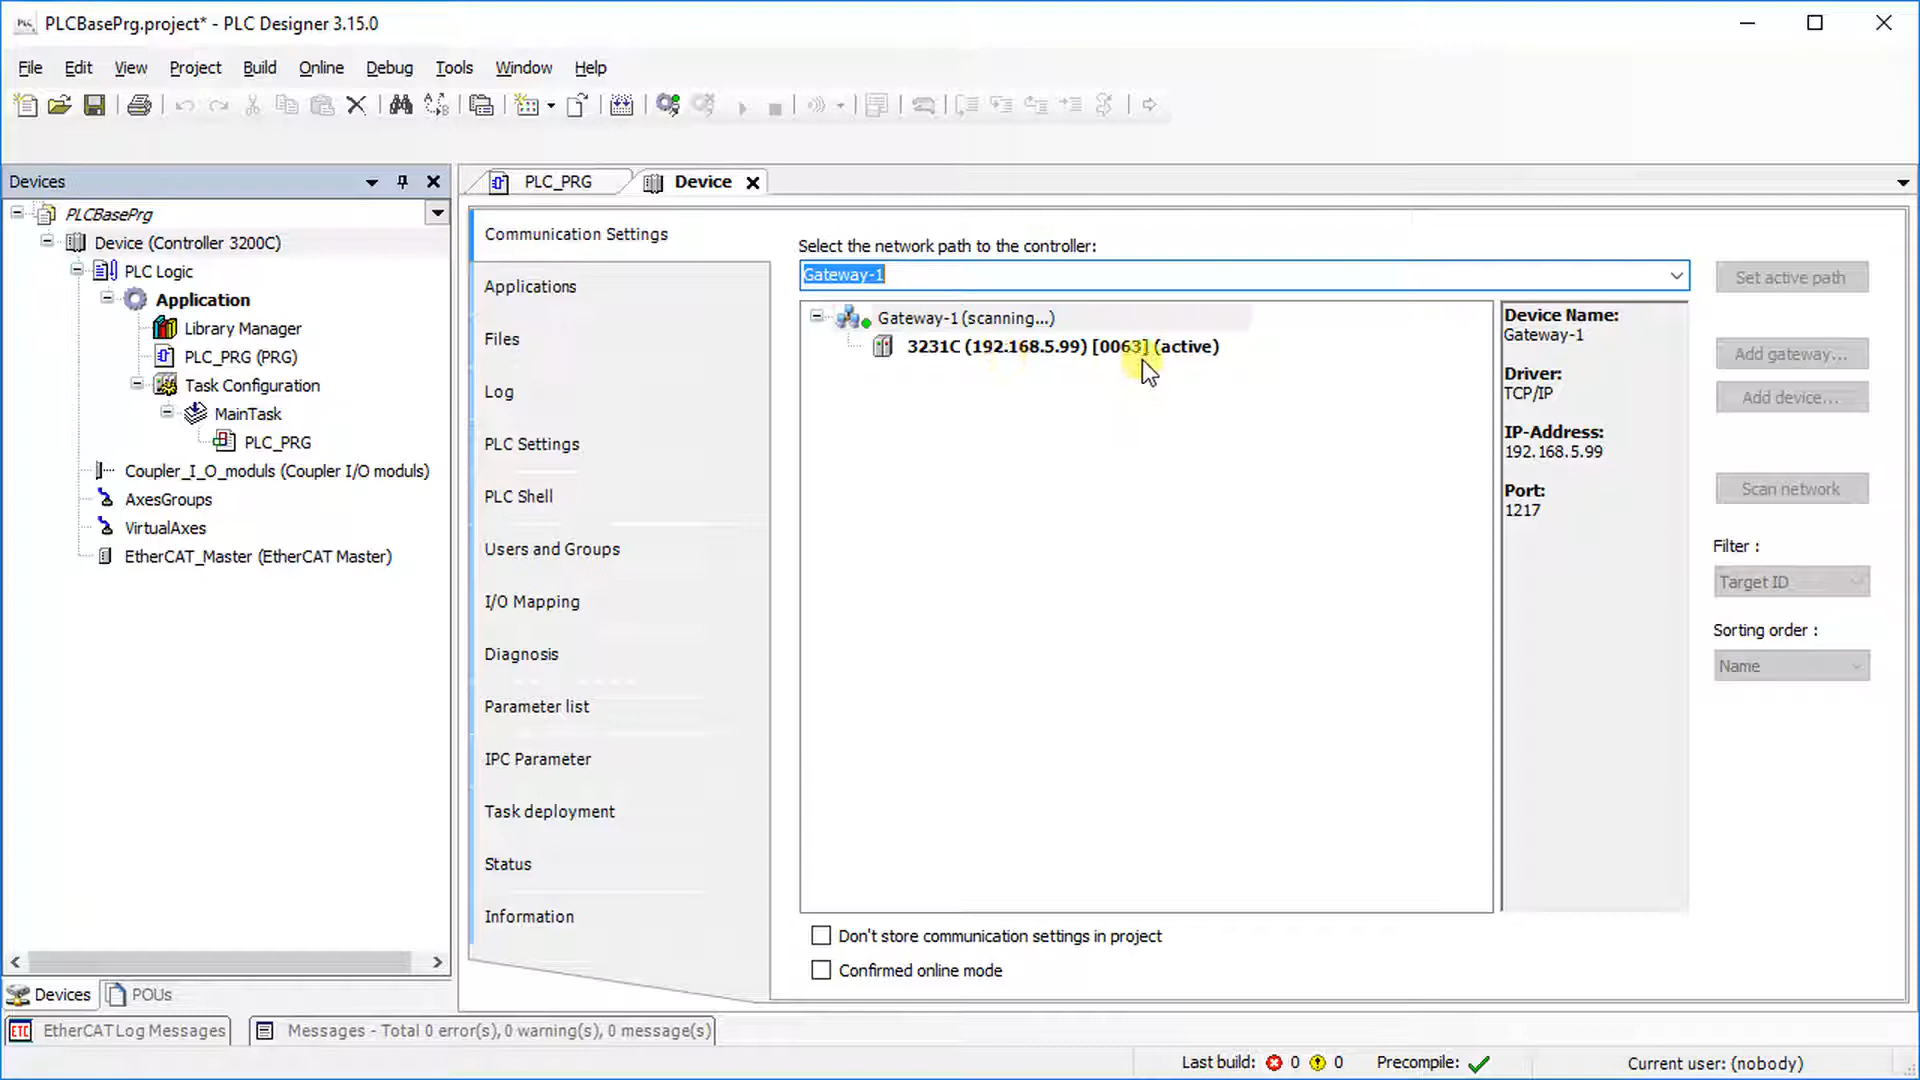 PLCBasePrg.project* - PLC Designer 3.15.0
File Edit View Project Build Online Debug Tools Window Help
Devices
PLCBasePrg
Device (Controller 3200C)
PLC Logic
Application
Library Manager
PLC_PRG (PRG)
Task Configuration
MainTask
PLC_PRG
Coupler_I_O_moduls (Coupler I/O moduls)
AxesGroups
VirtualAxes
EtherCAT_Master (EtherCAT Master)
Devices POUs
PLC_PRG Device
Communication Settings
Applications
Files
Log
PLC Settings
PLC Shell
Users and Groups
I/O Mapping
Diagnosis
Parameter list
IPC Parameter
Task deployment
Status
Information
Select the network path to the controller:
Gateway-1
Gateway-1 (scanning...)
3231C (192.168.5.99) [0063] (active)
Device Name:
Gateway-1
Driver:
TCP/IP
IP-Address:
192.168.5.99
Port:
1217
Set active path
Add gateway...
Add device...
Scan network
Filter :
Target ID
Sorting order :
Name
Don't store communication settings in project
Confirmed online mode
ETC EtherCAT Log Messages Messages - Total 0 error(s), 0 warning(s), 0 message(s)
Last build: 0 0 Precompile: Current user: (nobody)